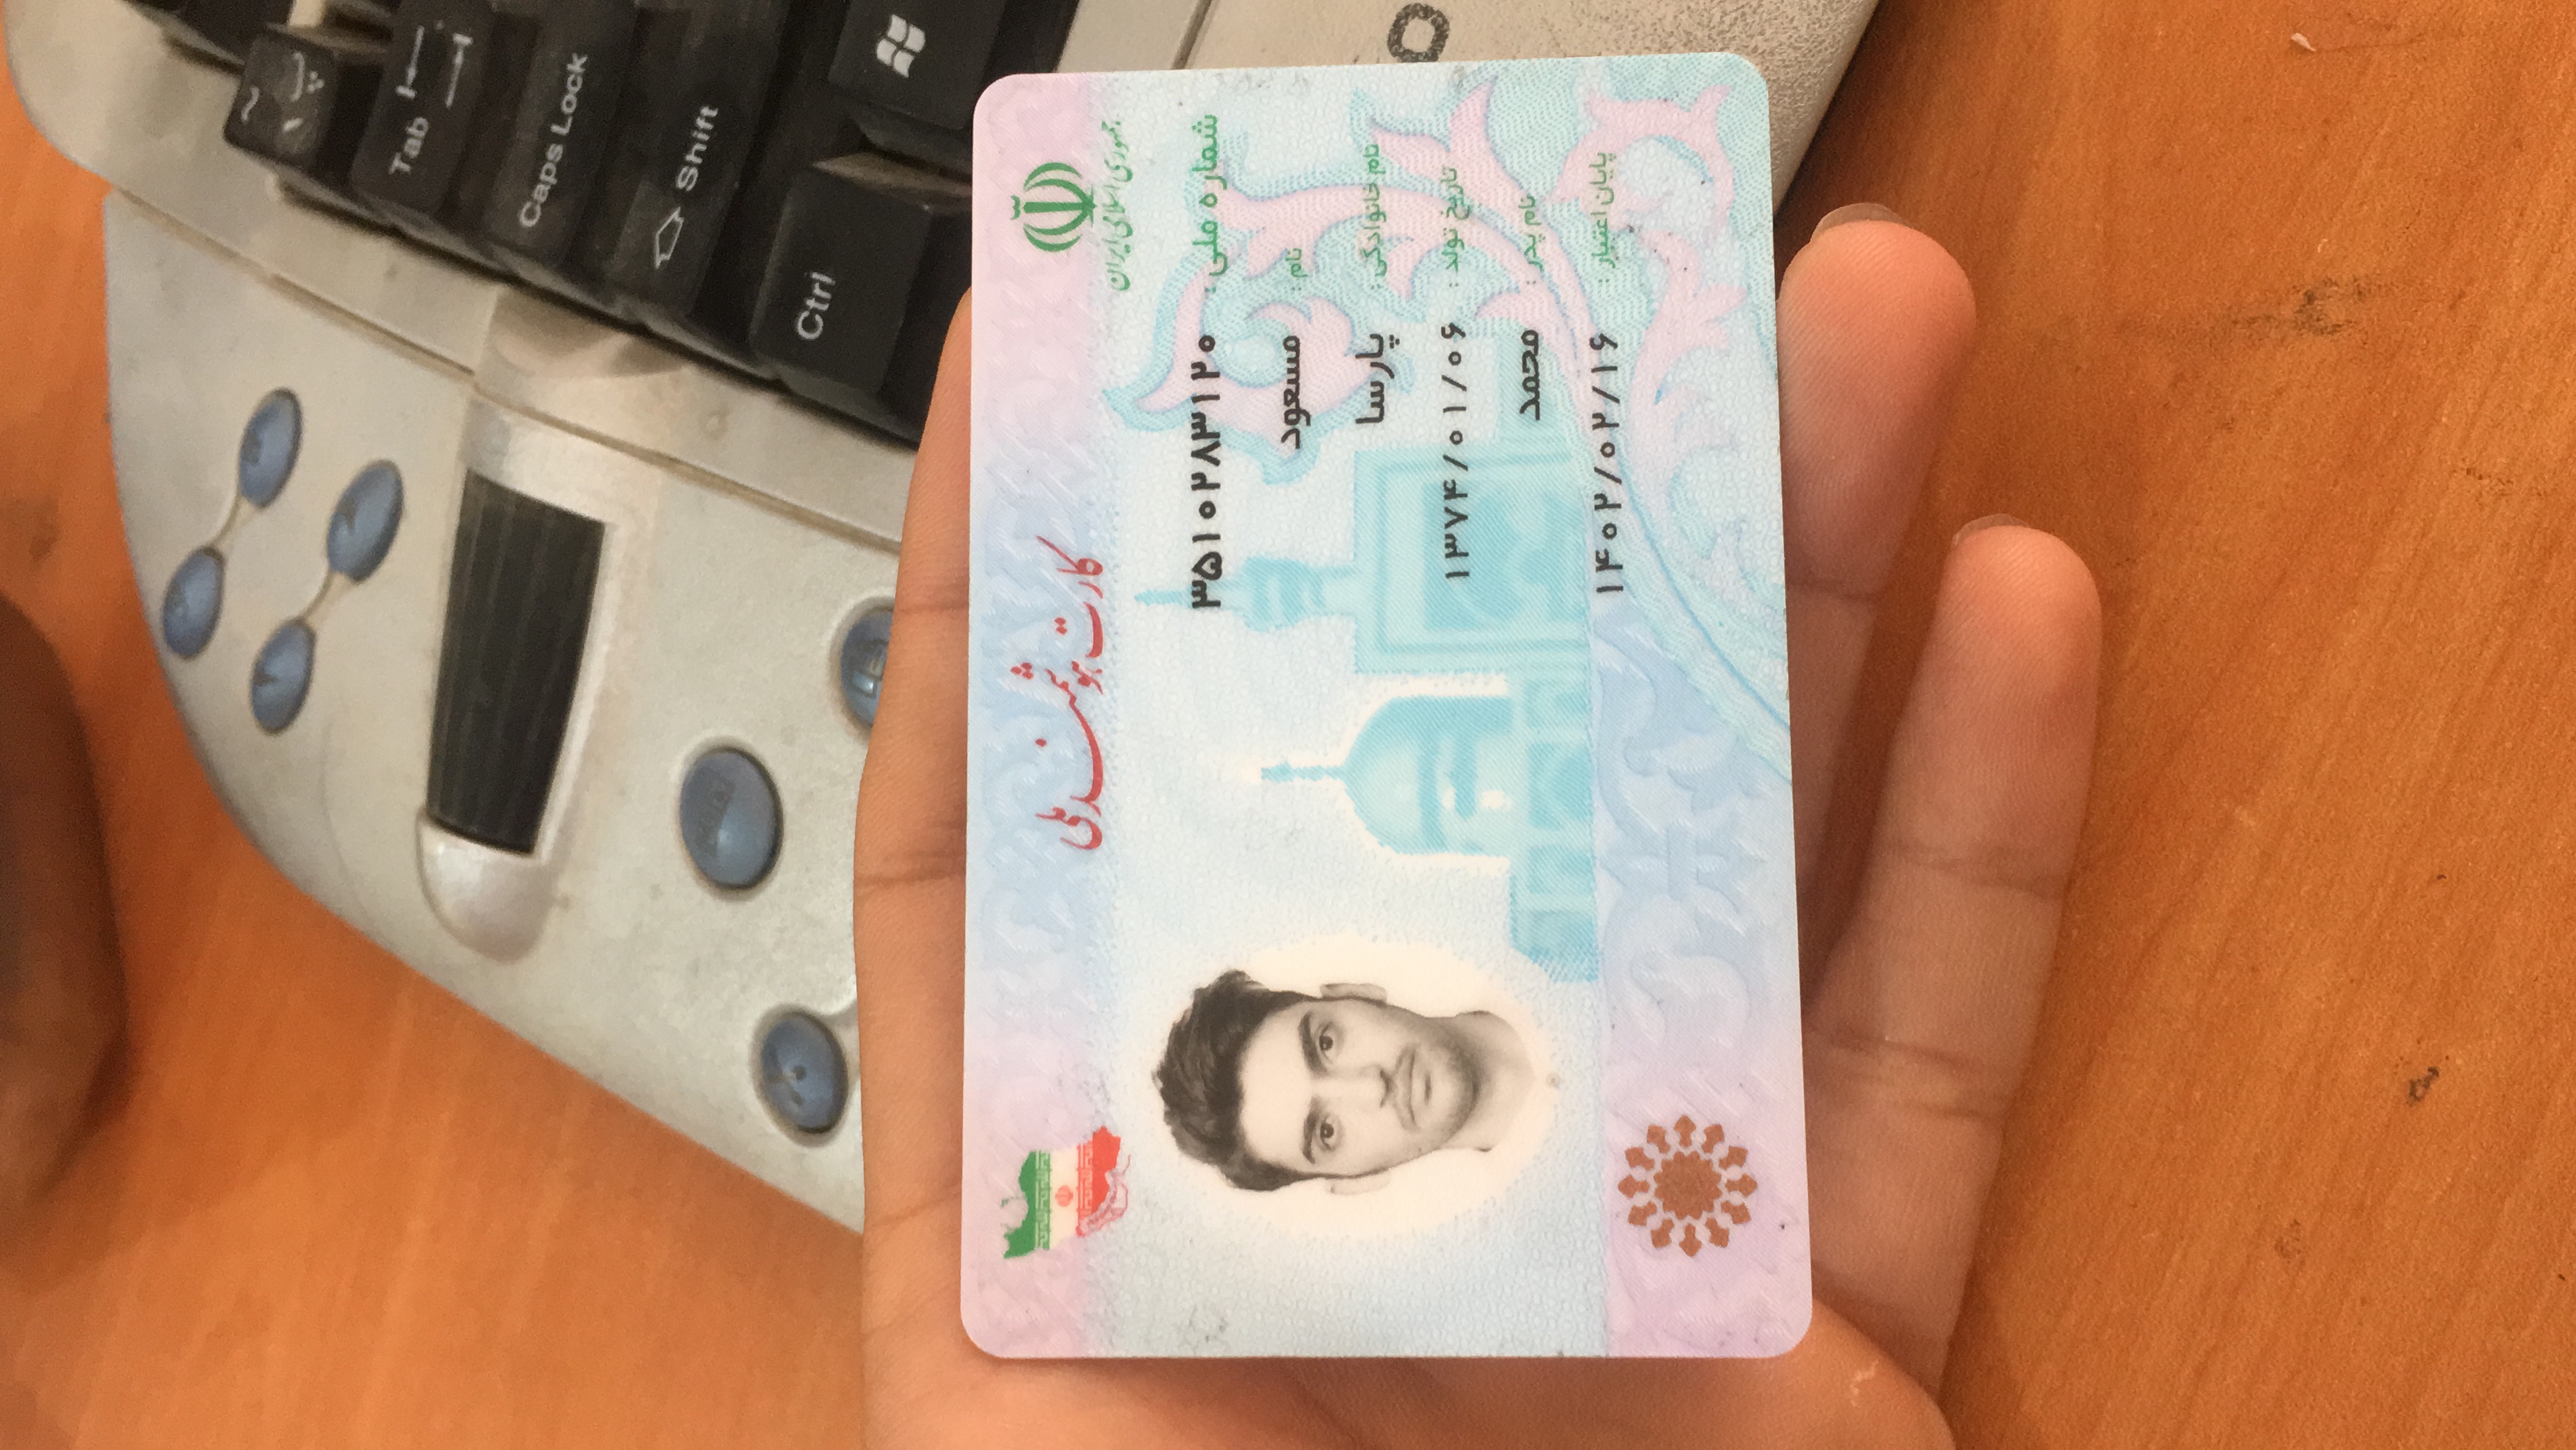 ~
۱ پ
Tab
Caps Lock
Shift
Ctrl
کارت هوشمند ملی
جمهوری اسلامی ایران
شماره ملی : ۳۵۱۰۲۸۳۱۲۰
نام : مسعود
نام خانوادگی : پارسا
تاریخ تولد : ۱۳۷۴/۰۱/۰۶
نام پدر : محمد
پایان اعتبار : ۱۴۰۲/۰۲/۱۶